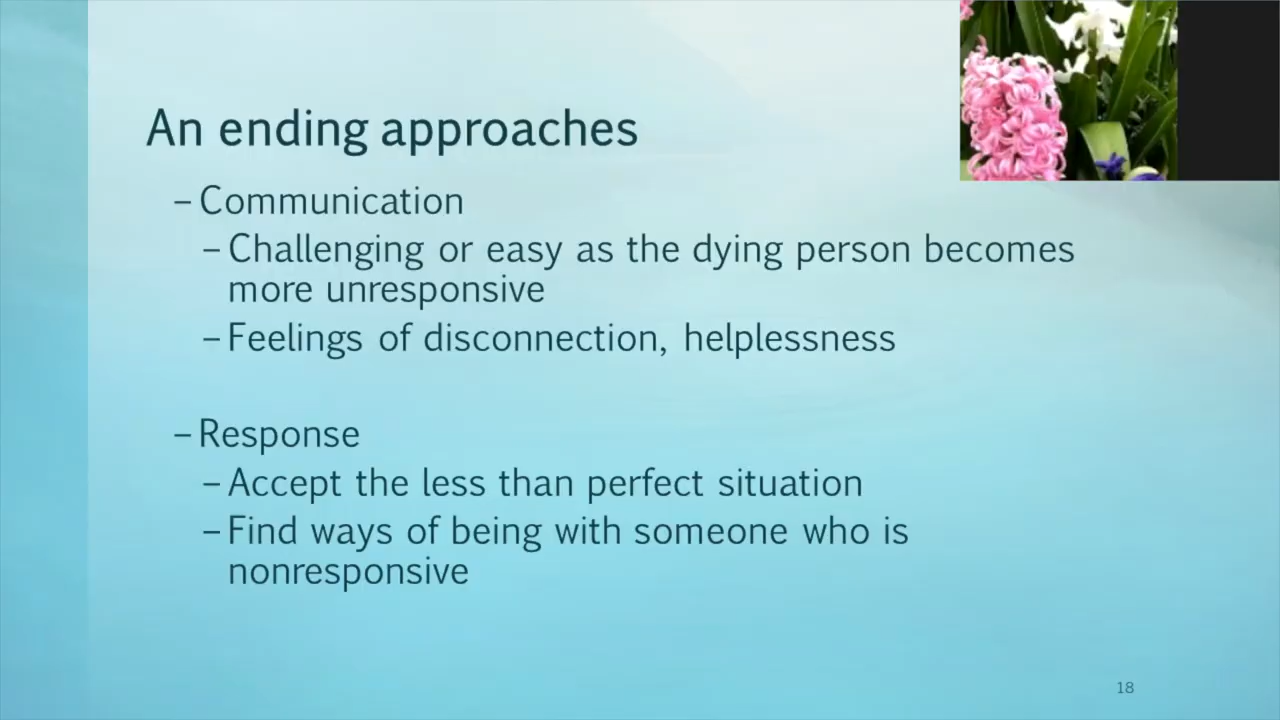 An ending approaches
– Communication
– Challenging or easy as the dying person becomes
more unresponsive
– Feelings of disconnection, helplessness
– Response
– Accept the less than perfect situation
– Find ways of being with someone who is
nonresponsive
18